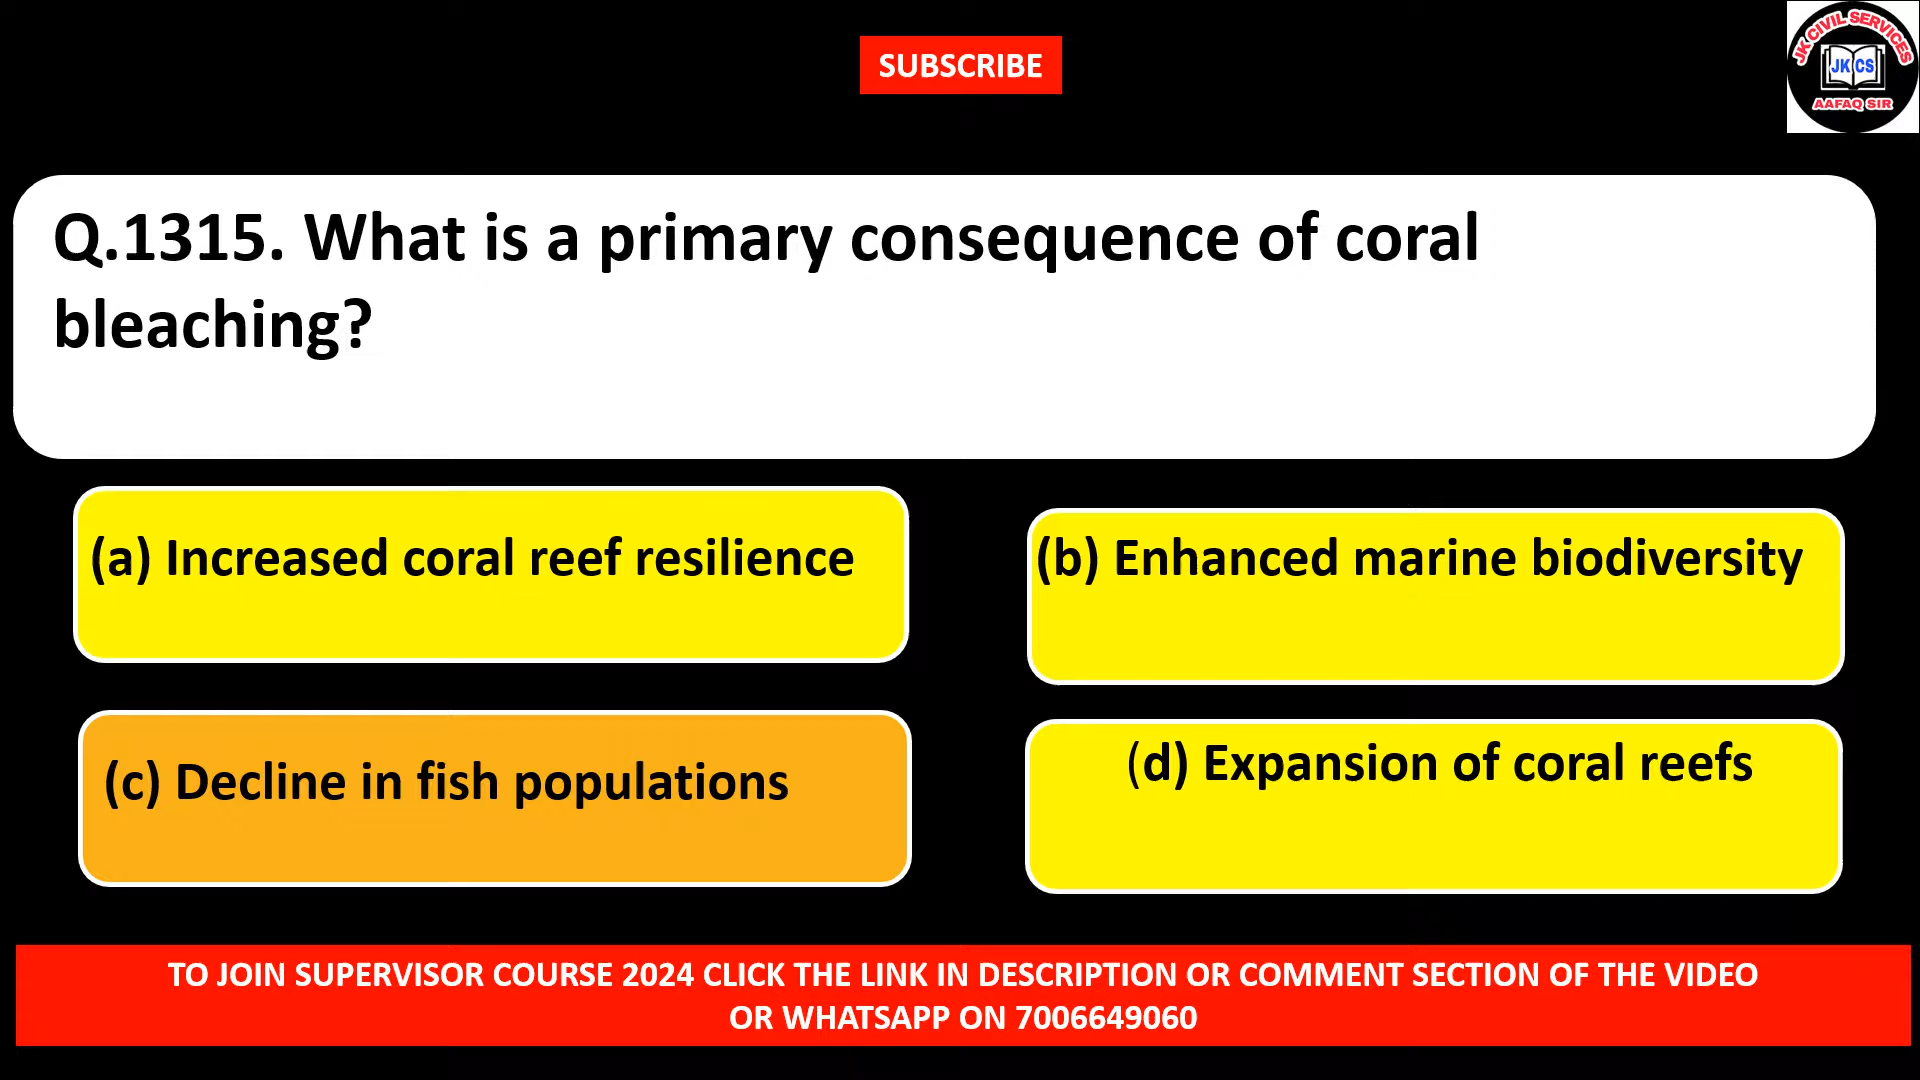 SUBSCRIBE
JK CIVIL SERVICES
JK CS
AAFAQ SIR
Q.1315. What is a primary consequence of coral
bleaching?
(a) Increased coral reef resilience
(b) Enhanced marine biodiversity
(c) Decline in fish populations
(d) Expansion of coral reefs
TO JOIN SUPERVISOR COURSE 2024 CLICK THE LINK IN DESCRIPTION OR COMMENT SECTION OF THE VIDEO
OR WHATSAPP ON 7006649060